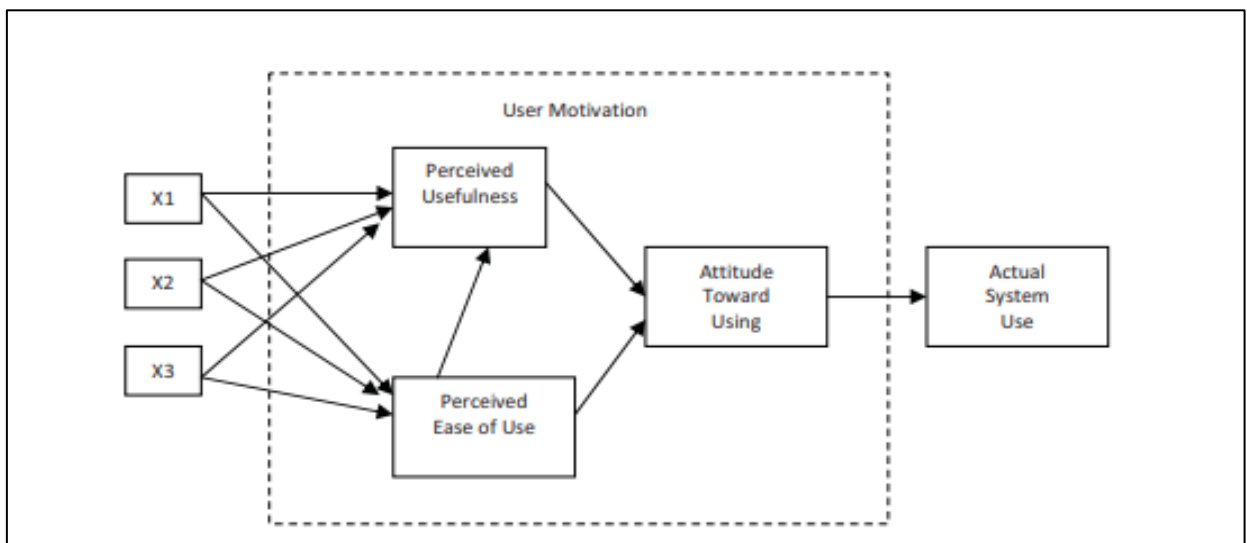 User Motivation
X1
X2
X3
Perceived
Usefulness
Perceived
Ease of Use
Attitude
Toward
Using
Actual
System
Use